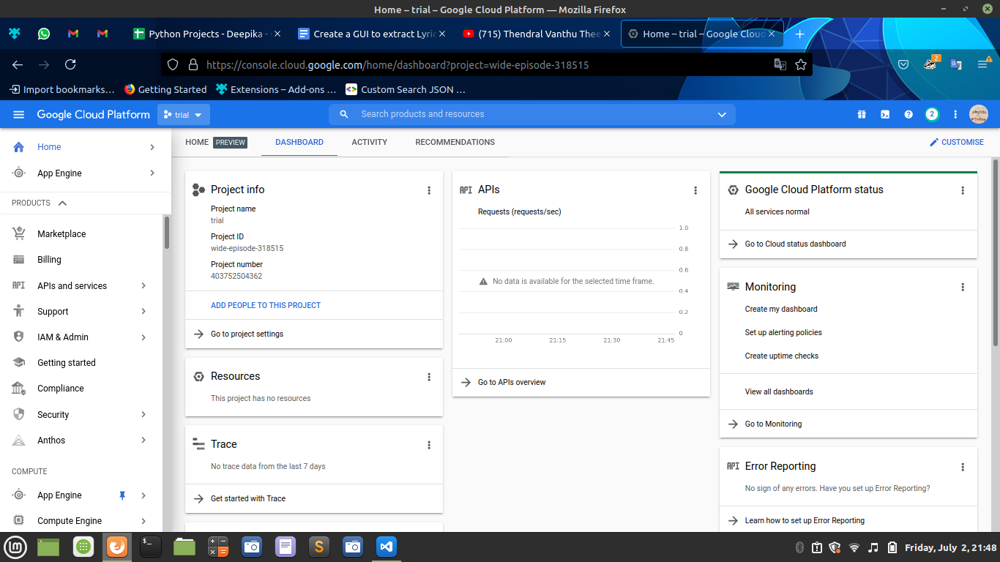 Home – trial – Google Cloud Platform — Mozilla Firefox
Python Projects - Deepika -
Create a GUI to extract Lyric
(715) Thendral Vanthu Thee
Home – trial – Google Cloud
https://console.cloud.google.com/home/dashboard?project=wide-episode-318515
2
Import bookmarks...
Getting Started
Extensions – Add-ons ...
Custom Search JSON ...
Google Cloud Platform
trial
Search products and resources
2
Home
App Engine
PRODUCTS
Marketplace
Billing
API
APIs and services
Support
IAM & Admin
Getting started
Compliance
Security
Anthos
COMPUTE
App Engine
Compute Engine
HOME
PREVIEW
DASHBOARD
ACTIVITY
RECOMMENDATIONS
CUSTOMISE
Project info
Project name
trial
Project ID
wide-episode-318515
Project number
403752504362
ADD PEOPLE TO THIS PROJECT
Go to project settings
Resources
This project has no resources
Trace
No trace data from the last 7 days
Get started with Trace
API
APIs
Requests (requests/sec)
1.0
0.8
0.6
No data is available for the selected time frame.
0.4
0.2
0
21:00
21:15
21:30
21:45
Go to APIs overview
Google Cloud Platform status
All services normal
Go to Cloud status dashboard
Monitoring
Create my dashboard
Set up alerting policies
Create uptime checks
View all dashboards
Go to Monitoring
API
Error Reporting
No sign of any errors. Have you set up Error Reporting?
Learn how to set up Error Reporting
Friday, July 2, 21:48